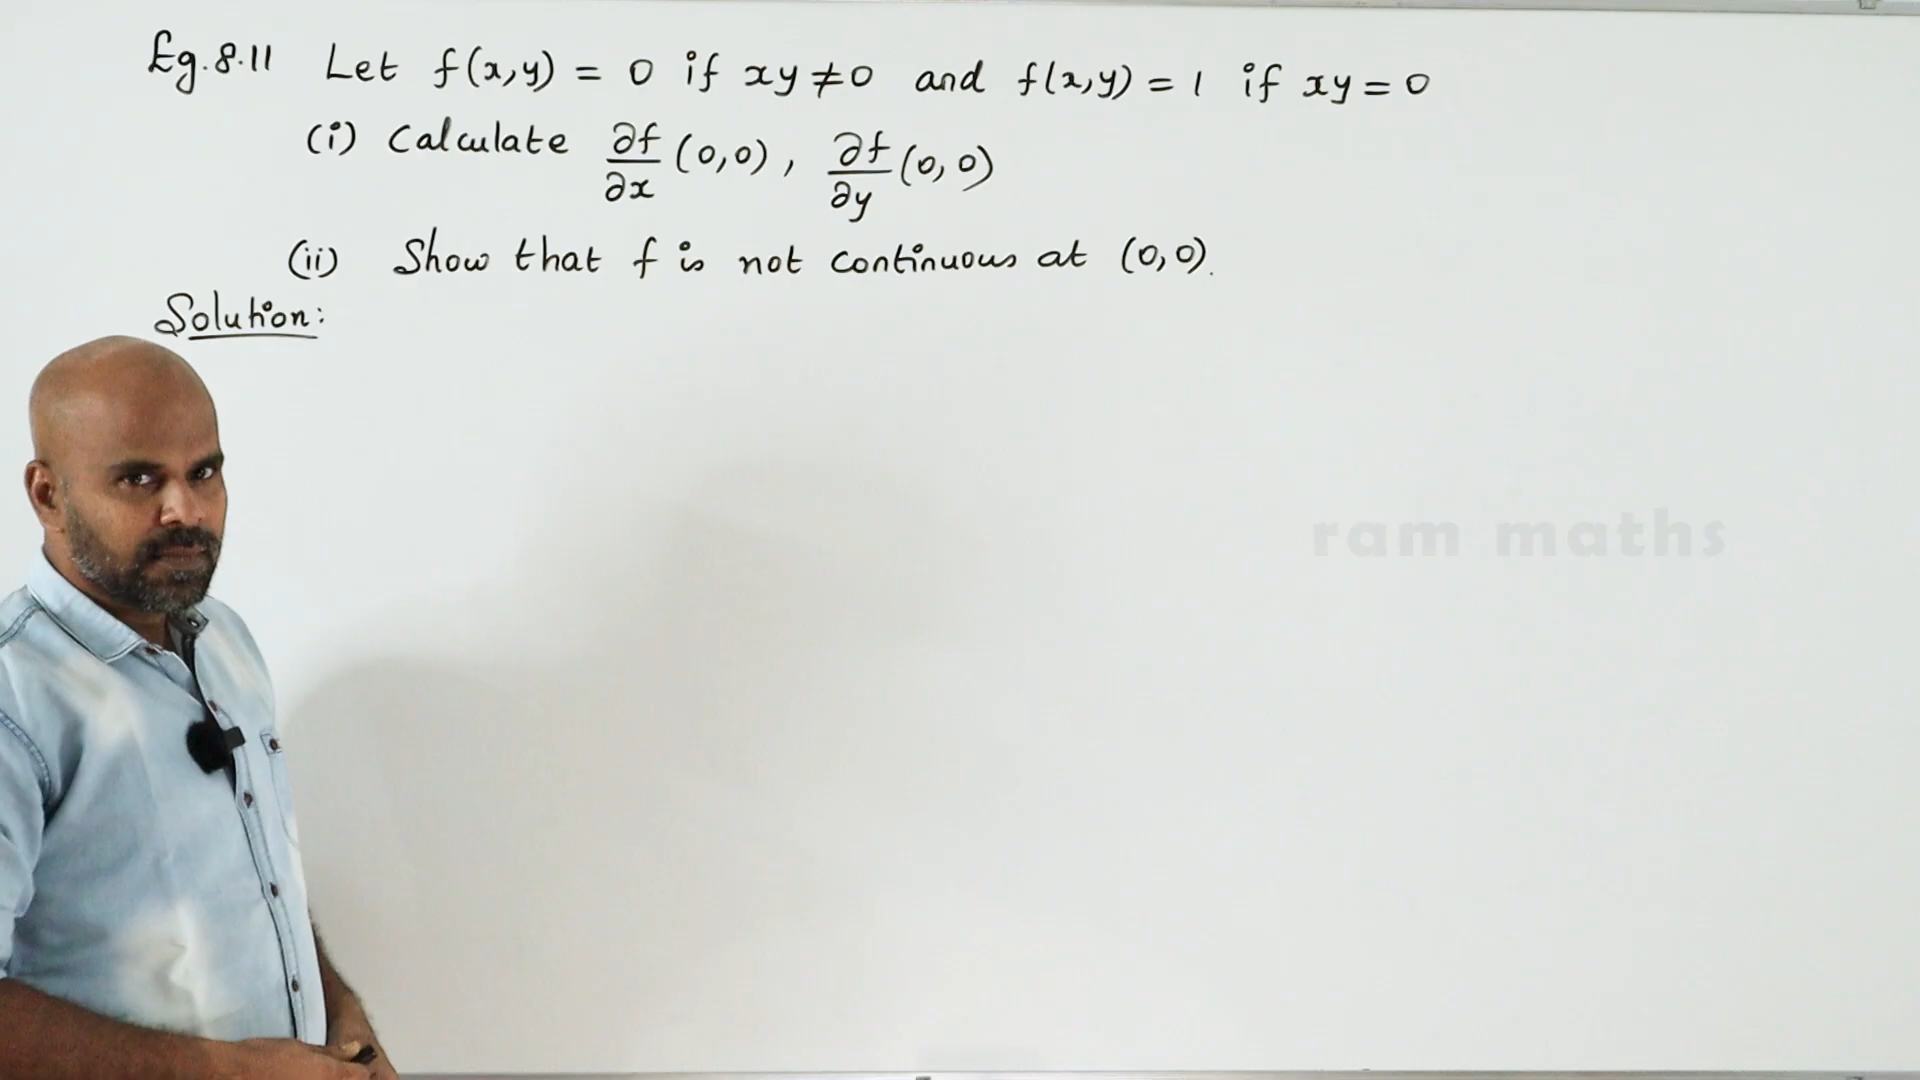 Eg. 8.11 Let f(x,y) = 0 if xy ≠ 0 and f(x,y) = 1 if xy = 0
(i) Calculate ∂f/∂x (0,0), ∂f/∂y (0,0)
(ii) Show that f is not continuous at (0,0).
Solution:
ram maths